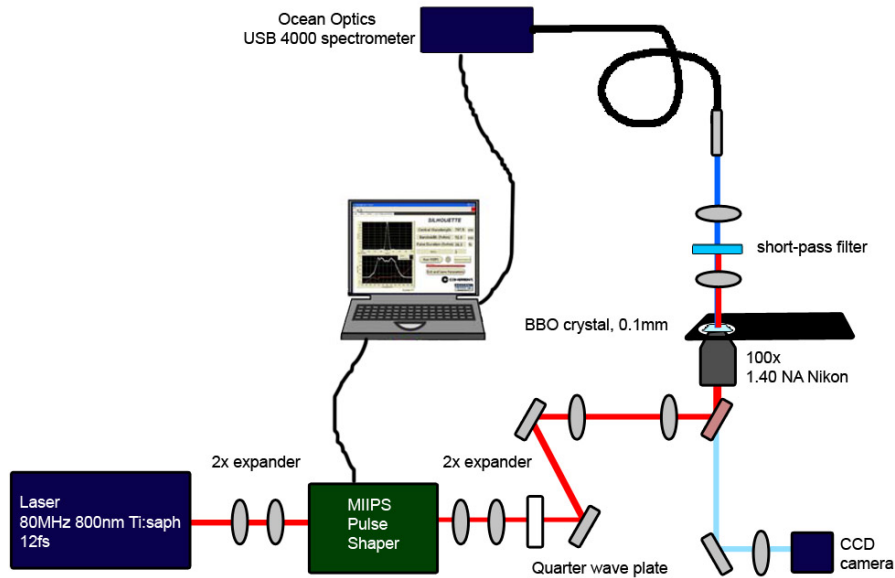 Ocean Optics
USB 4000 spectrometer
SILHOUETTE
short-pass filter
BBO crystal, 0.1mm
100x
1.40 NA Nikon
2x expander
2x expander
Laser
80MHz 800nm Ti:saph
12fs
MIIPS
Pulse
Shaper
Quarter wave plate
CCD
camera